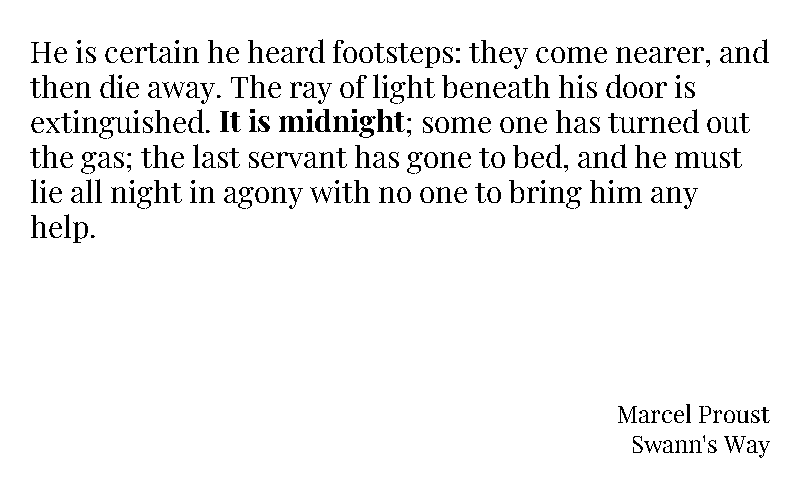 He is certain he heard footsteps: they come nearer, and
then die away. The ray of light beneath his door is
extinguished. It is midnight; some one has turned out
the gas; the last servant has gone to bed, and he must
lie all night in agony with no one to bring him any
help.
Marcel Proust
Swann's Way